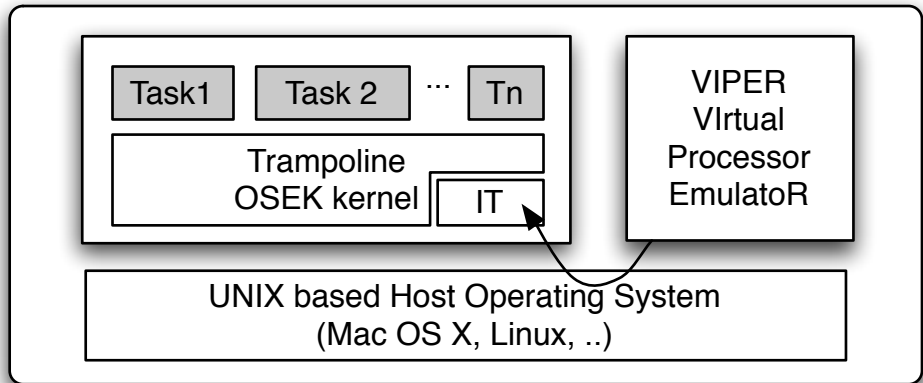 Task1 Task 2 ... Tn
Trampoline
OSEK kernel
IT
VIPER
VIrtual
Processor
EmulatoR
UNIX based Host Operating System
(Mac OS X, Linux, ..)